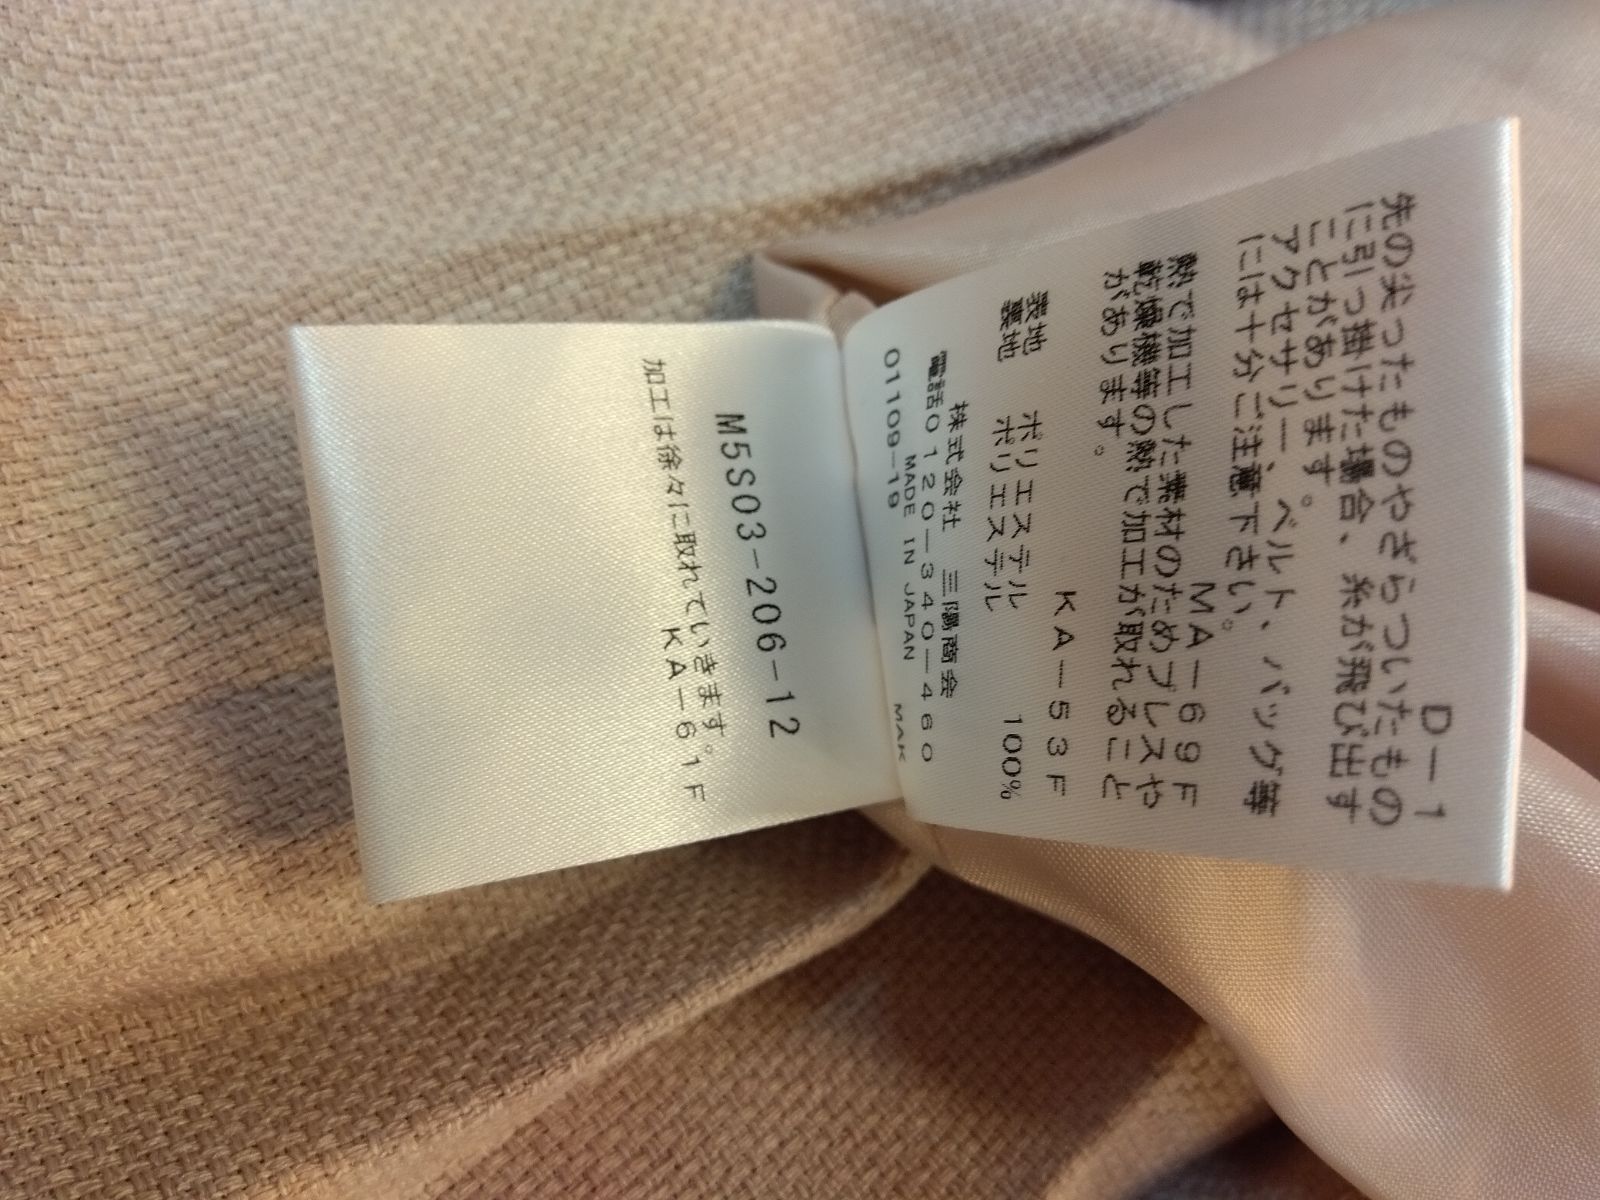 D－1
先の尖ったものやざらついたもの
に引っ掛けた場合、糸が飛び出す
ことがあります。
アクセサリー、ベルト、バッグ等
には十分ご注意下さい。
MA－69F
熱で加工した素材のためプレスや
乾燥機等の熱で加工が取れること
があります。
KA－53F
表地 ポリエステル 100%
裏地 ポリエステル
株式会社 三陽商会
電話0120－340－460
MADE IN JAPAN MAK
01109－19
M5S03-206-12
加工は徐々に取れていきます。
KA－61F